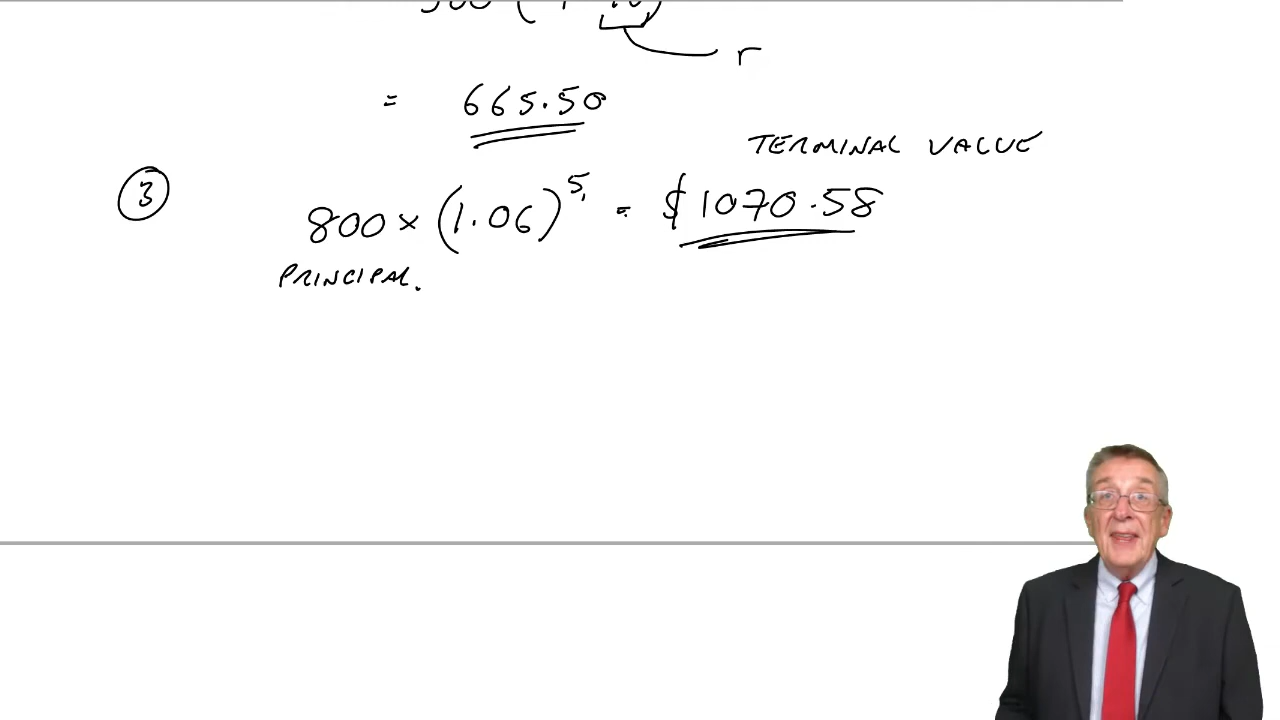 r
= 665.50
TERMINAL VALUE
3 800 × (1.06)^5 = $1070.58
PRINCIPAL.